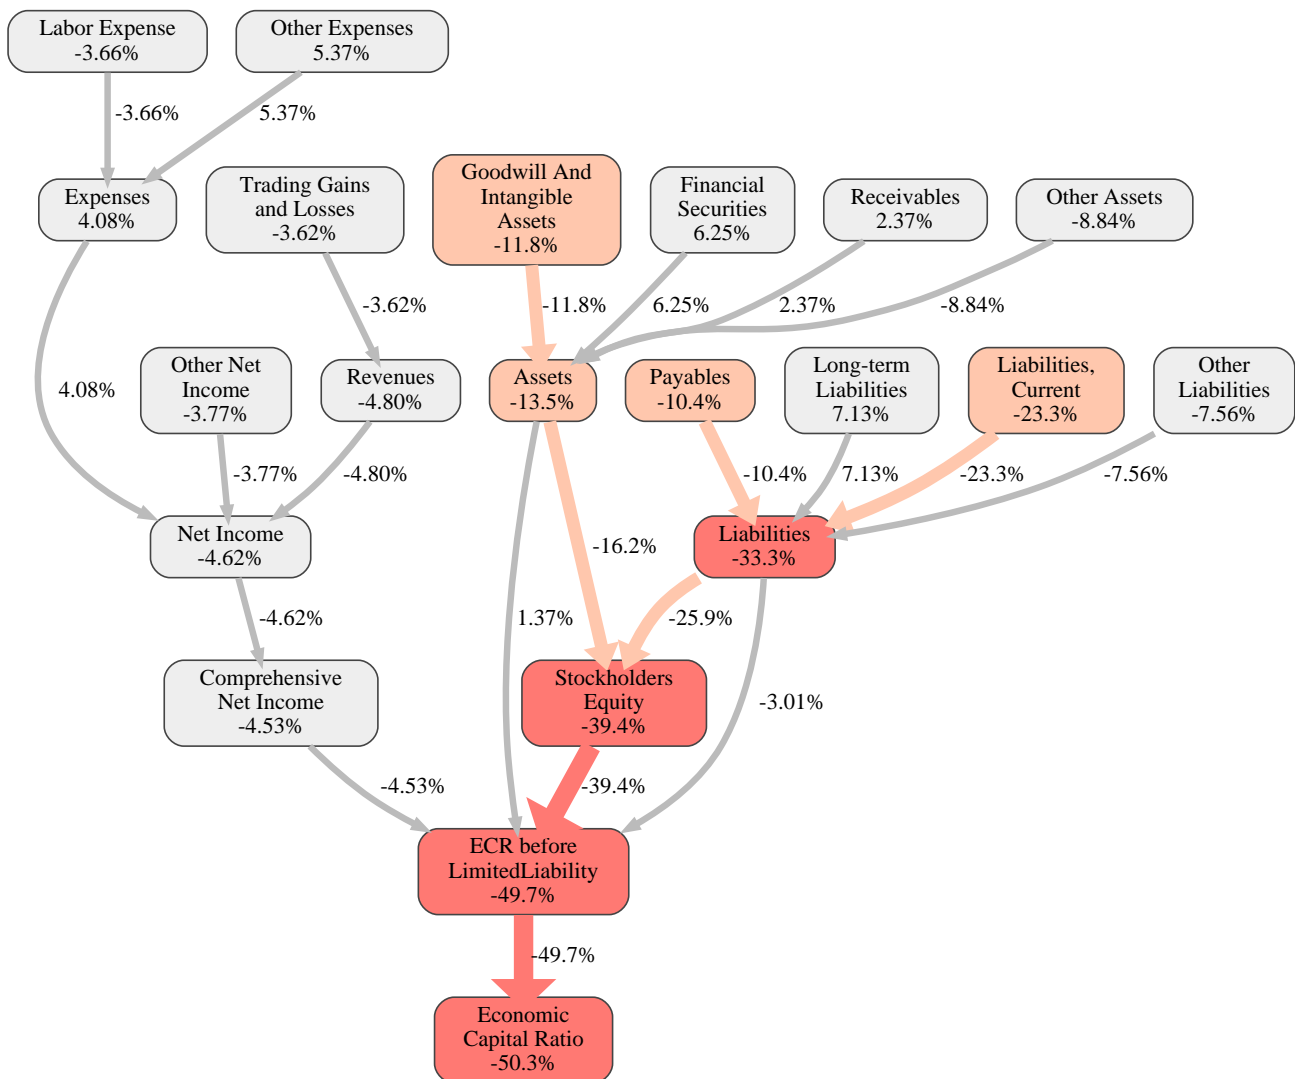 Labor Expense
-3.66%
Other Expenses
5.37%
-3.66%
5.37%
Expenses
4.08%
Trading Gains
and Losses
-3.62%
Goodwill And
Intangible
Assets
-11.8%
Financial
Securities
6.25%
Receivables
2.37%
Other Assets
-8.84%
-3.62%
-11.8%
6.25%
2.37%
-8.84%
4.08%
Other Net
Income
-3.77%
Revenues
-4.80%
Assets
-13.5%
Payables
-10.4%
Long-term
Liabilities
7.13%
Liabilities,
Current
-23.3%
Other
Liabilities
-7.56%
-3.77%
-4.80%
-10.4%
7.13%
-23.3%
-7.56%
Net Income
-4.62%
-16.2%
Liabilities
-33.3%
-4.62%
1.37%
-25.9%
Comprehensive
Net Income
-4.53%
Stockholders
Equity
-39.4%
-3.01%
-4.53%
-39.4%
ECR before
LimitedLiability
-49.7%
-49.7%
Economic
Capital Ratio
-50.3%